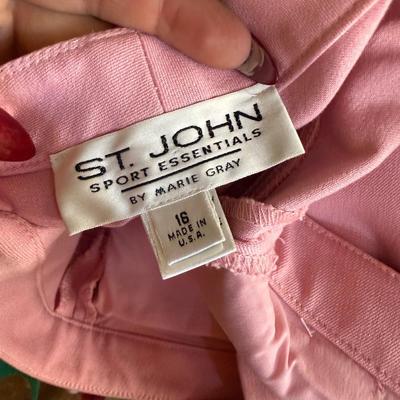 ST. JOHN
SPORT ESSENTIALS
BY MARIE GRAY
16
MADE IN
U.S.A.